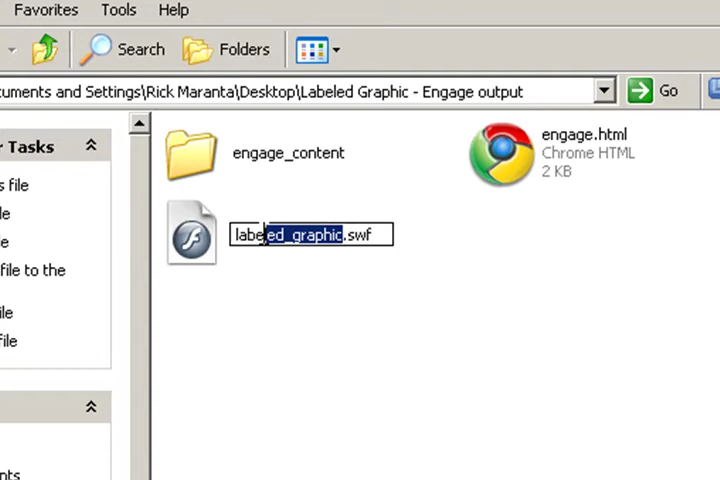 Favorites Tools Help
Search Folders
cuments and Settings\Rick Maranta\Desktop\Labeled Graphic - Engage output Go
r Tasks
engage_content
engage.html
Chrome HTML
2 KB
s file
le
e
labeled_graphic.swf
file to the
ile
file
nts